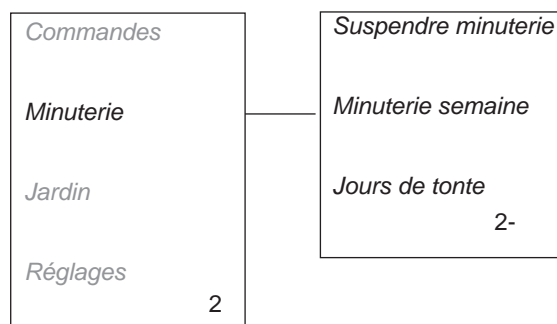 Commandes
Minuterie
Jardin
Réglages
2
Suspendre minuterie
Minuterie semaine
Jours de tonte
2-